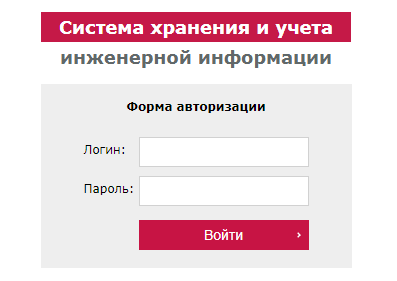 Система хранения и учета
инженерной информации
Форма авторизации
Логин:
Пароль:
Войти ›